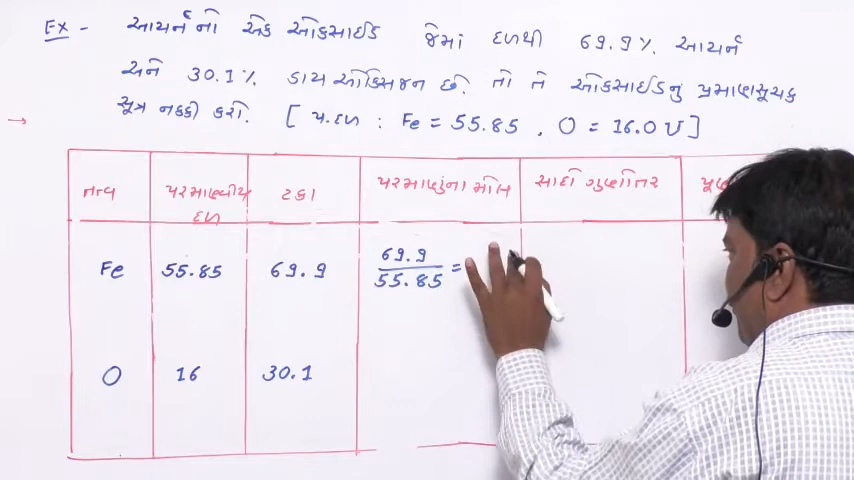 Ex - આયર્નનો એક ઓક્સાઈડ જેમાં દળથી 69.9% આયર્ન
અને 30.1% ડાયઓક્સિજન છે. તો તે ઓક્સાઈડનું પ્રમાણસૂચક
→ સૂત્ર નક્કી કરો. [ પ.દળ : Fe = 55.85 , O = 16.0 U ]
તત્વ પરમાણ્વીય દળ ટકા પરમાણુંના મોલ સાદો ગુણોત્તર
Fe 55.85 69.9 69.9 / 55.85 =
O 16 30.1